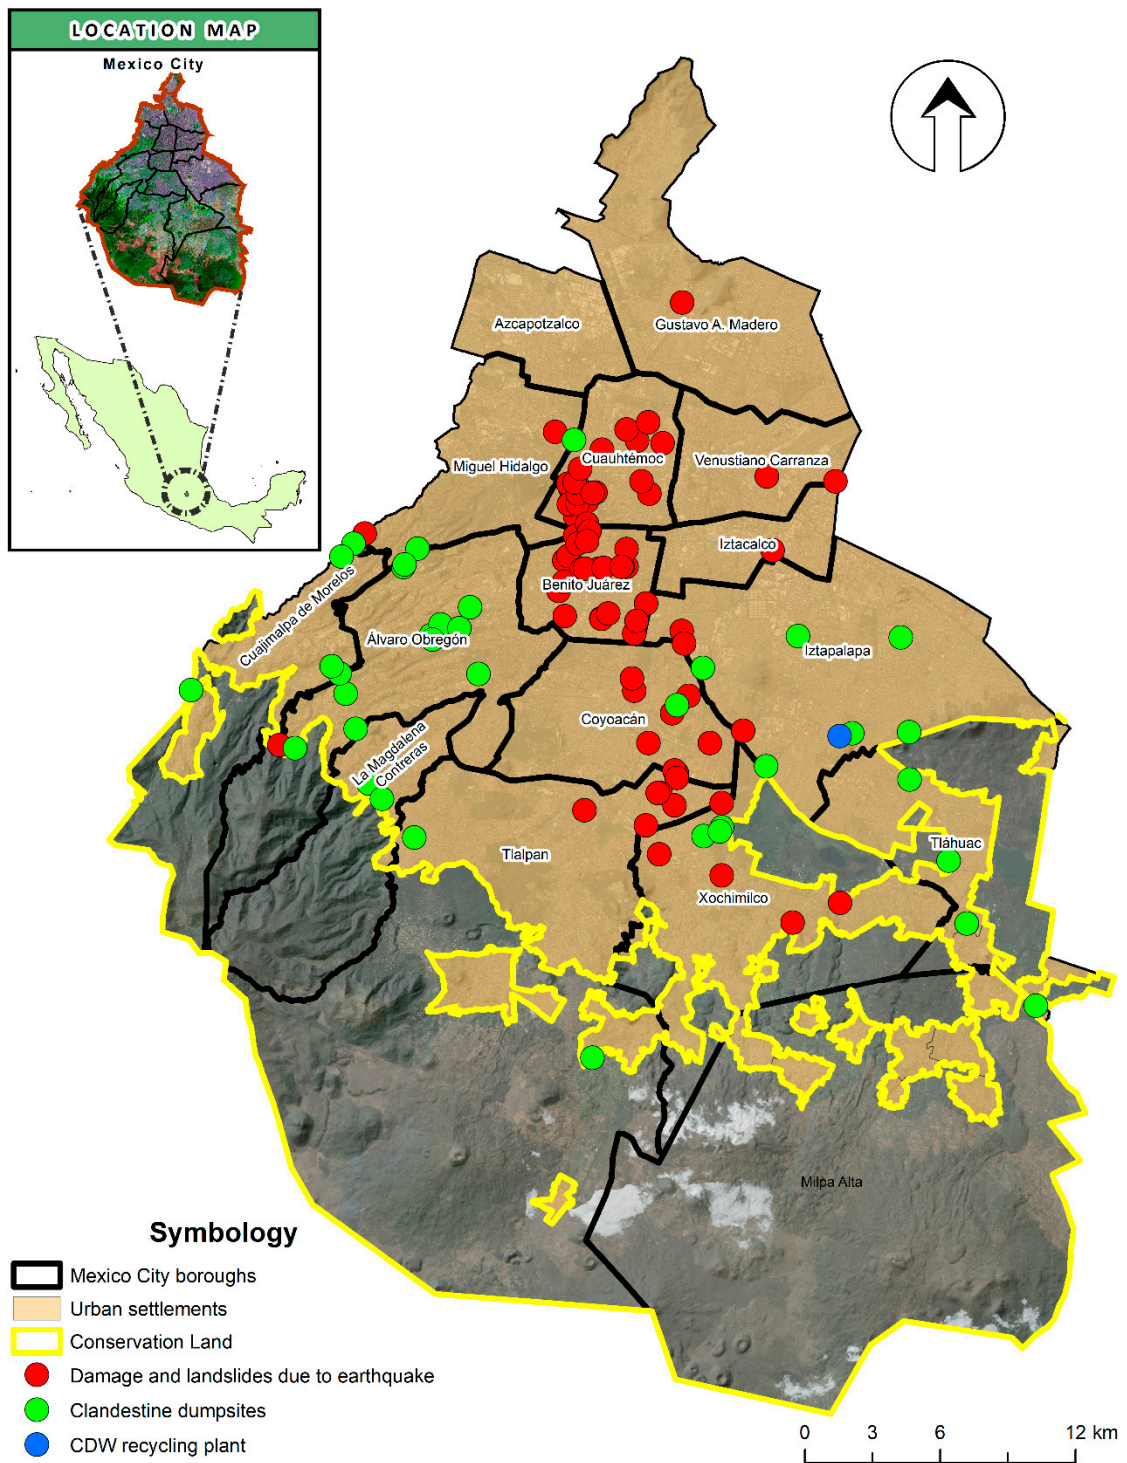 LOCATION MAP
Mexico City
Azcapotzalco
Gustavo A. Madero
Miguel Hidalgo
Cuauhtémoc
Venustiano Carranza
Iztacalco
Benito Juárez
Cuajimalpa de Morelos
Álvaro Obregón
Iztapalapa
Coyoacán
La Magdalena
Contreras
Tlalpan
Tláhuac
Xochimilco
Milpa Alta
Symbology
Mexico City boroughs
Urban settlements
Conservation Land
Damage and landslides due to earthquake
Clandestine dumpsites
CDW recycling plant
0 3 6 12 km